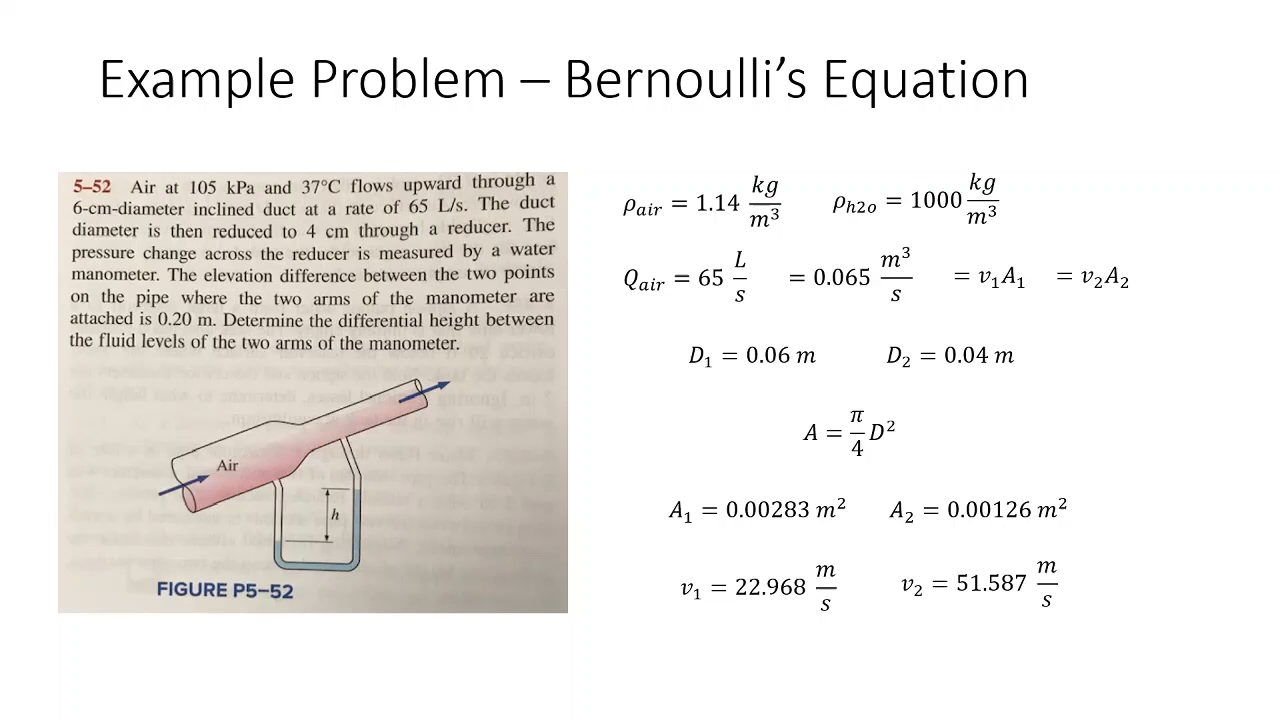 Example Problem – Bernoulli's Equation
5–52 Air at 105 kPa and 37°C flows upward through a
6-cm-diameter inclined duct at a rate of 65 L/s. The duct
diameter is then reduced to 4 cm through a reducer. The
pressure change across the reducer is measured by a water
manometer. The elevation difference between the two points
on the pipe where the two arms of the manometer are
attached is 0.20 m. Determine the differential height between
the fluid levels of the two arms of the manometer.
Air
h
FIGURE P5–52
ρ_air = 1.14 kg/m³ ρ_h2o = 1000 kg/m³
Q_air = 65 L/s = 0.065 m³/s = v₁A₁ = v₂A₂
D₁ = 0.06 m D₂ = 0.04 m
A = π/4 D²
A₁ = 0.00283 m² A₂ = 0.00126 m²
v₁ = 22.968 m/s v₂ = 51.587 m/s